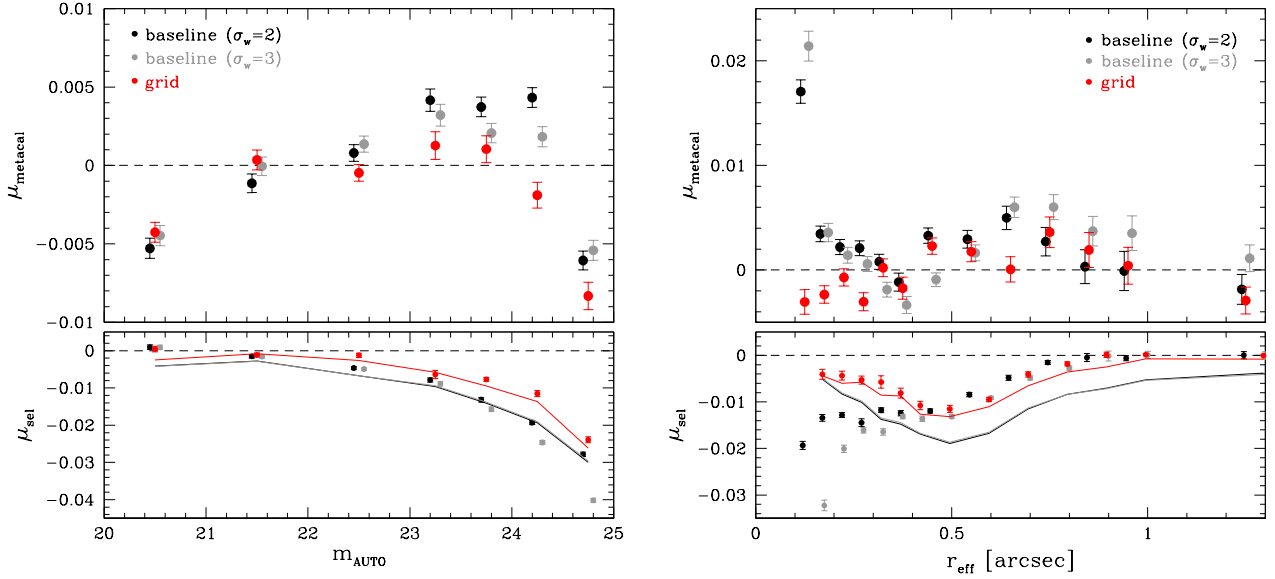 0.01
0.005
0
−0.005
−0.01
μmetacal
baseline (σw=2)
baseline (σw=3)
grid
0
−0.01
−0.02
−0.03
−0.04
μsel
20 21 22 23 24 25
mAUTO
0.02
0.01
0
μmetacal
baseline (σw=2)
baseline (σw=3)
grid
0
−0.01
−0.02
−0.03
μsel
0 0.5 1
reff [arcsec]